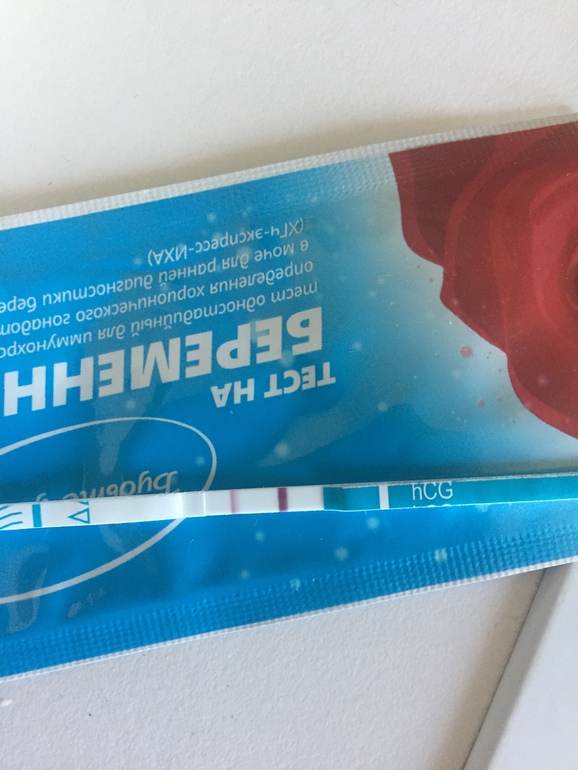 ТЕСТ НА
БЕРЕМЕНН
тест одностадийный для иммунохро
определения хорионического гонадот
в моче для ранней диагностики бере
(ХГЧ-экспресс-ИХА)
Будьте
hCG